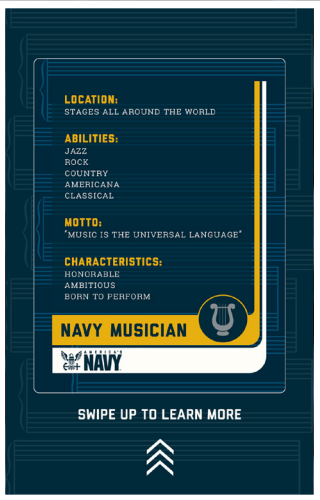 LOCATION:
STAGES ALL AROUND THE WORLD
ABILITIES:
JAZZ
ROCK
COUNTRY
AMERICANA
CLASSICAL
MOTTO:
"MUSIC IS THE UNIVERSAL LANGUAGE"
CHARACTERISTICS:
HONORABLE
AMBITIOUS
BORN TO PERFORM
NAVY MUSICIAN
AMERICA'S
NAVY
SWIPE UP TO LEARN MORE